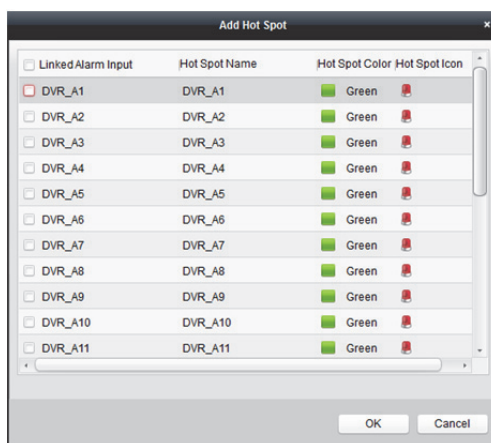 Add Hot Spot ×
Linked Alarm Input Hot Spot Name Hot Spot Color Hot Spot Icon
DVR_A1 DVR_A1 Green
DVR_A2 DVR_A2 Green
DVR_A3 DVR_A3 Green
DVR_A4 DVR_A4 Green
DVR_A5 DVR_A5 Green
DVR_A6 DVR_A6 Green
DVR_A7 DVR_A7 Green
DVR_A8 DVR_A8 Green
DVR_A9 DVR_A9 Green
DVR_A10 DVR_A10 Green
DVR_A11 DVR_A11 Green
OK Cancel